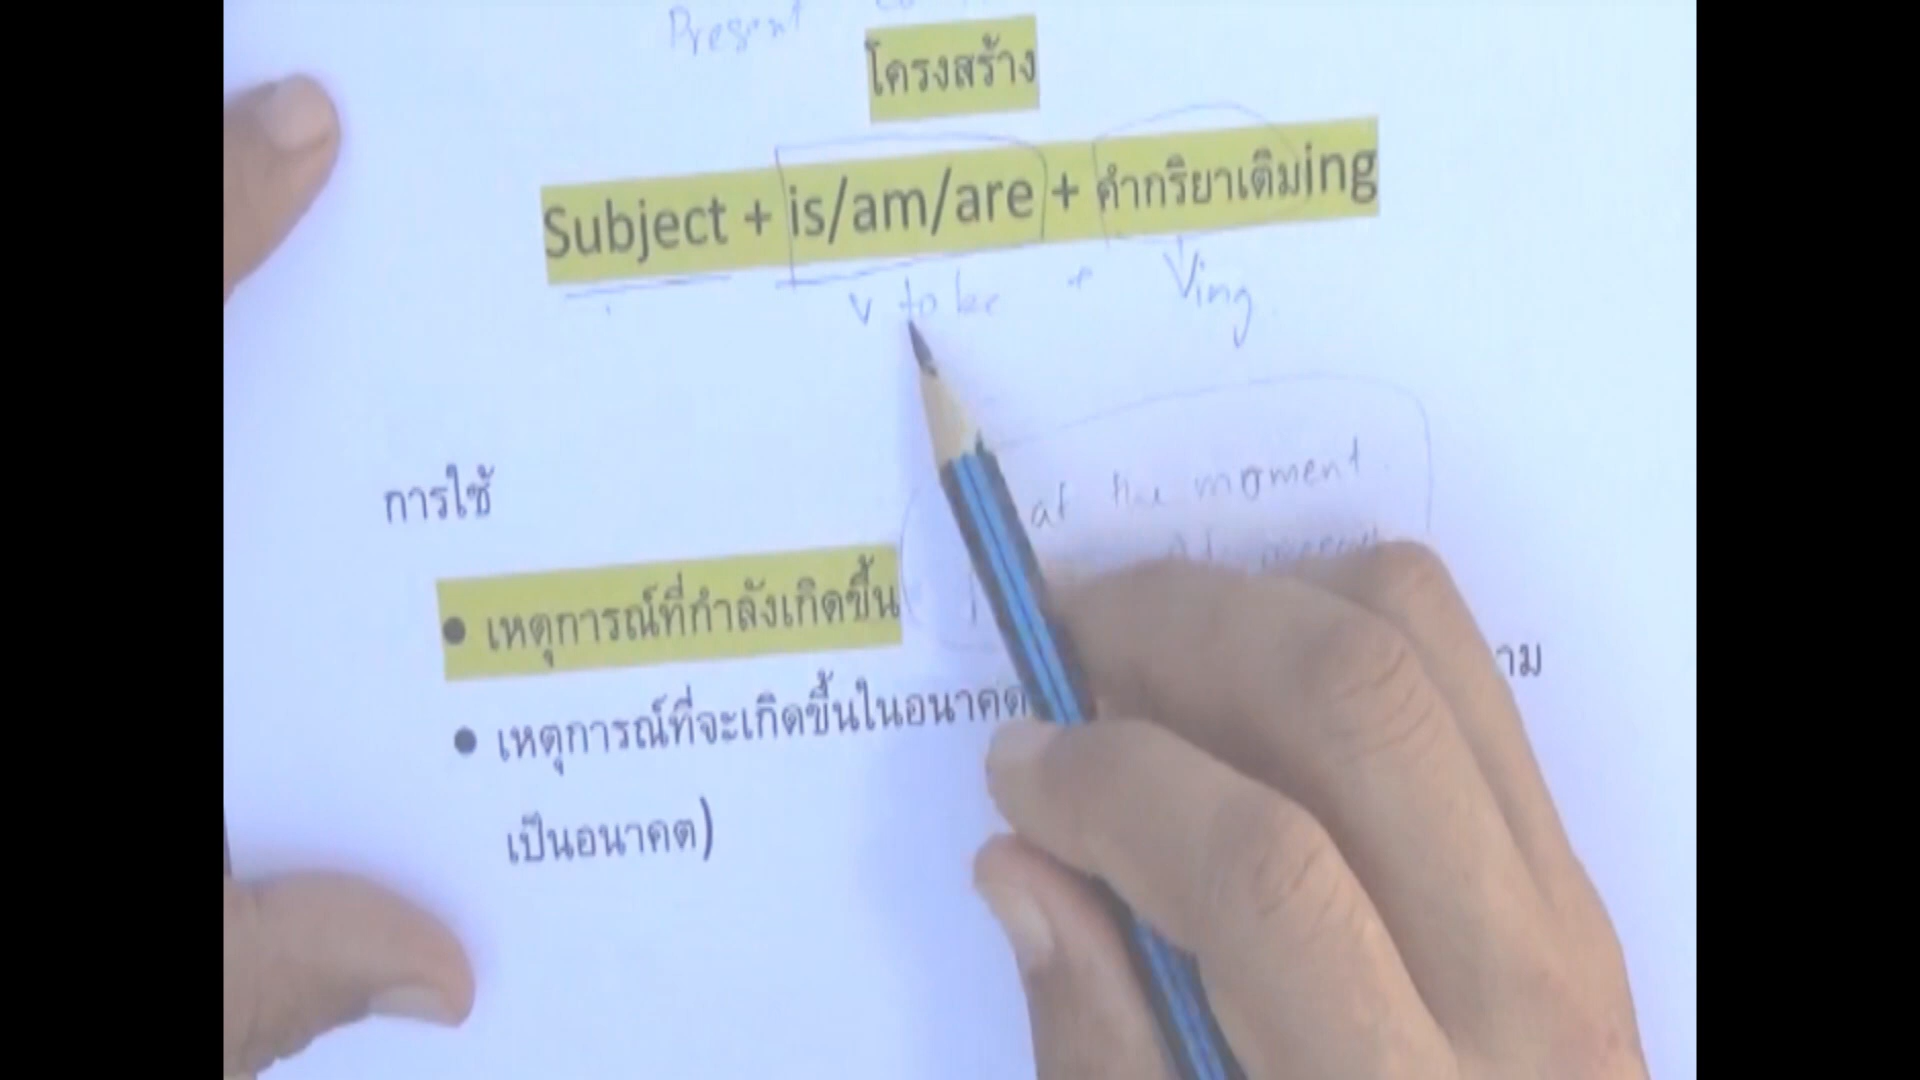 Present
โครงสร้าง
Subject + is/am/are + คำกริยาเติมing
v to be + Ving
การใช้
at the moment.
• เหตุการณ์ที่กำลังเกิดขึ้น
• เหตุการณ์ที่จะเกิดขึ้นในอนาคต
เป็นอนาคต)